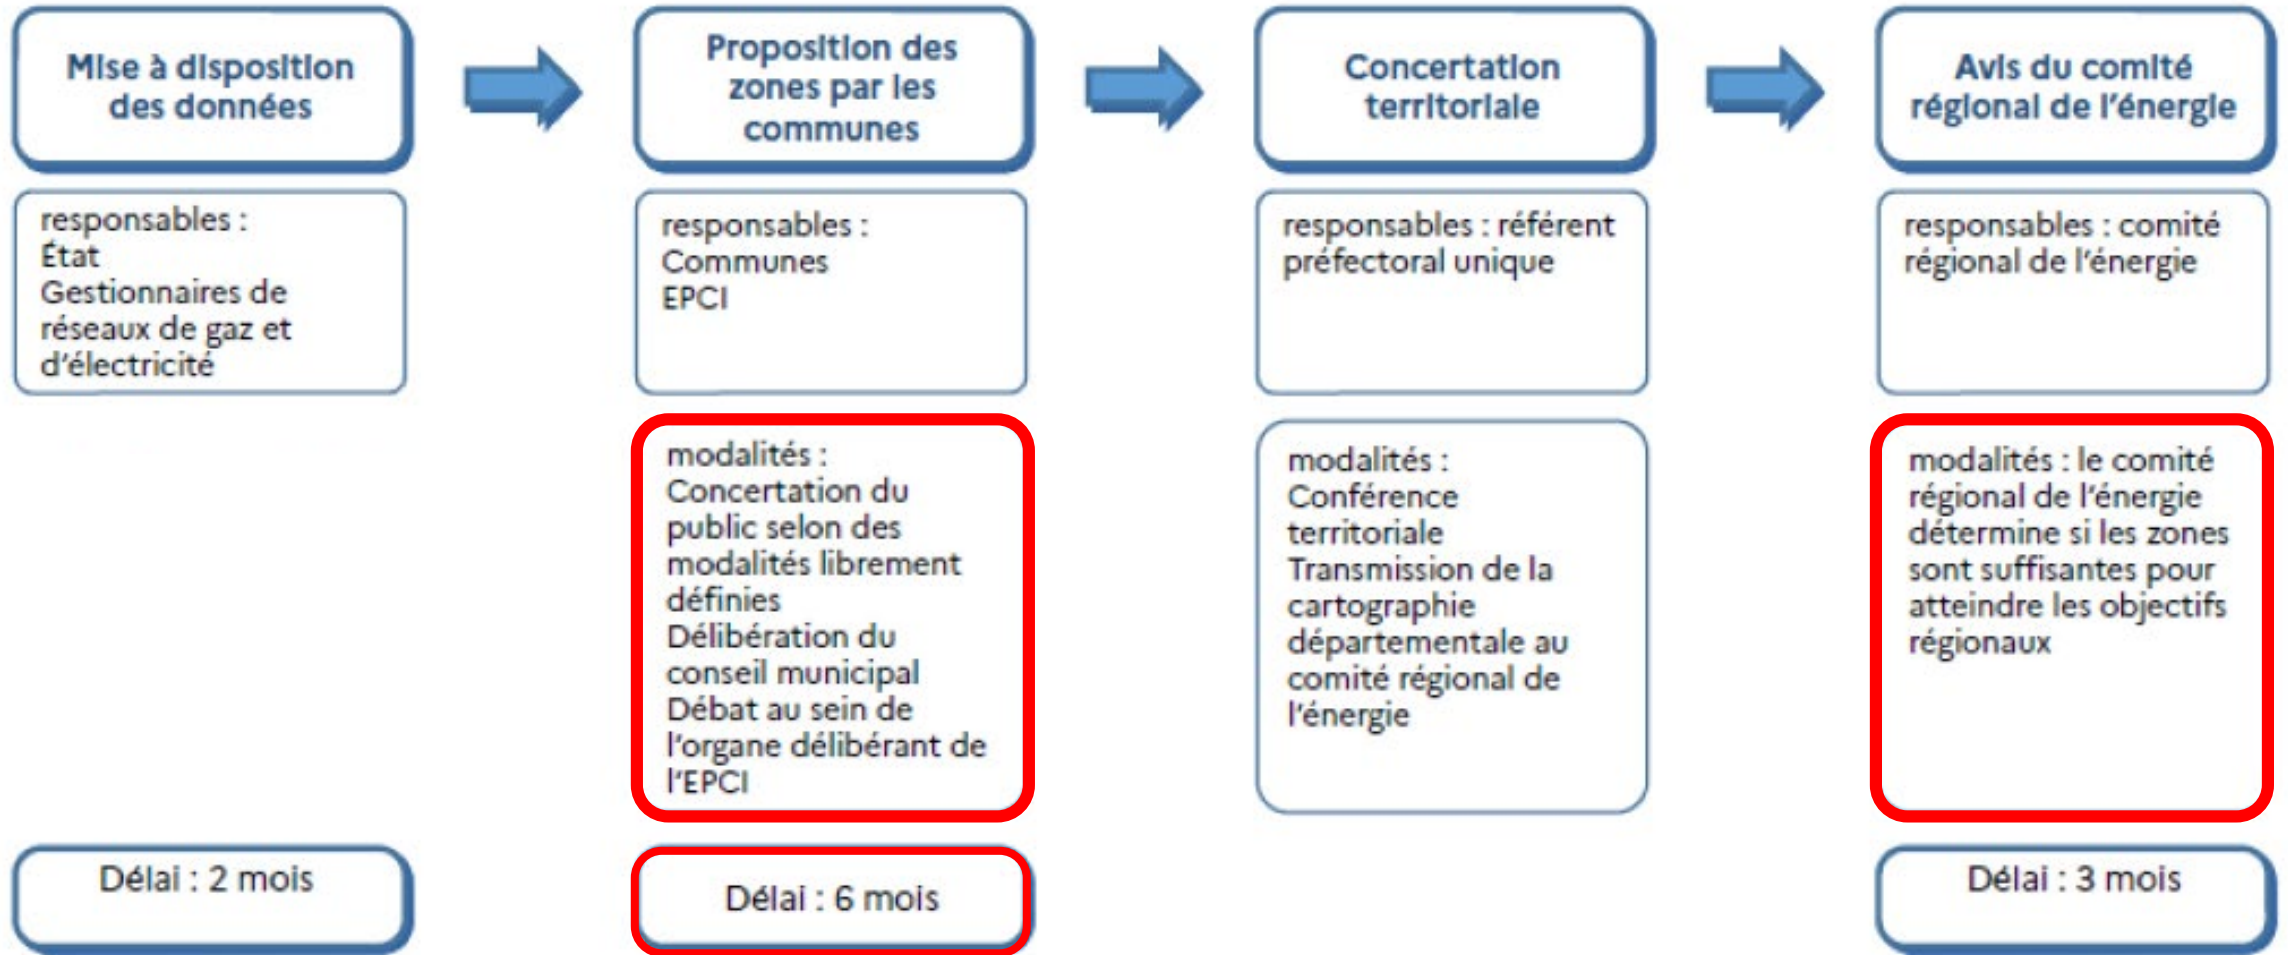 Mise à disposition
des données
Proposition des
zones par les
communes
Concertation
territoriale
Avis du comité
régional de l'énergie
responsables :
État
Gestionnaires de
réseaux de gaz et
d'électricité
responsables :
Communes
EPCI
responsables : référent
préfectoral unique
responsables : comité
régional de l'énergie
modalités :
Concertation du
public selon des
modalités librement
définies
Délibération du
conseil municipal
Débat au sein de
l'organe délibérant de
l'EPCI
modalités :
Conférence
territoriale
Transmission de la
cartographie
départementale au
comité régional de
l'énergie
modalités : le comité
régional de l'énergie
détermine si les zones
sont suffisantes pour
atteindre les objectifs
régionaux
Délai : 2 mois
Délai : 6 mois
Délai : 3 mois